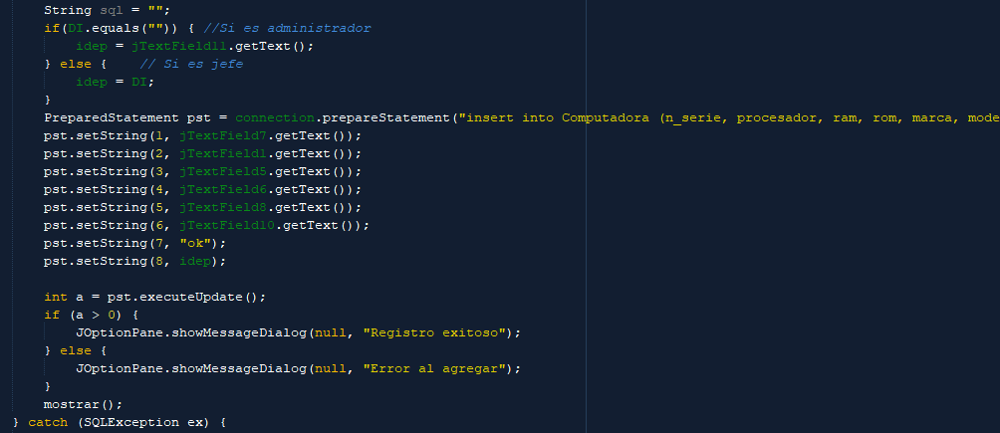 String sql = "";
if(DI.equals("")) { //Si es administrador
idep = jTextField11.getText();
} else { // Si es jefe
idep = DI;
}
PreparedStatement pst = connection.prepareStatement("insert into Computadora (n_serie, procesador, ram, rom, marca, mode
pst.setString(1, jTextField7.getText());
pst.setString(2, jTextField1.getText());
pst.setString(3, jTextField5.getText());
pst.setString(4, jTextField6.getText());
pst.setString(5, jTextField8.getText());
pst.setString(6, jTextField10.getText());
pst.setString(7, "ok");
pst.setString(8, idep);
int a = pst.executeUpdate();
if (a > 0) {
JOptionPane.showMessageDialog(null, "Registro exitoso");
} else {
JOptionPane.showMessageDialog(null, "Error al agregar");
}
mostrar();
} catch (SQLException ex) {